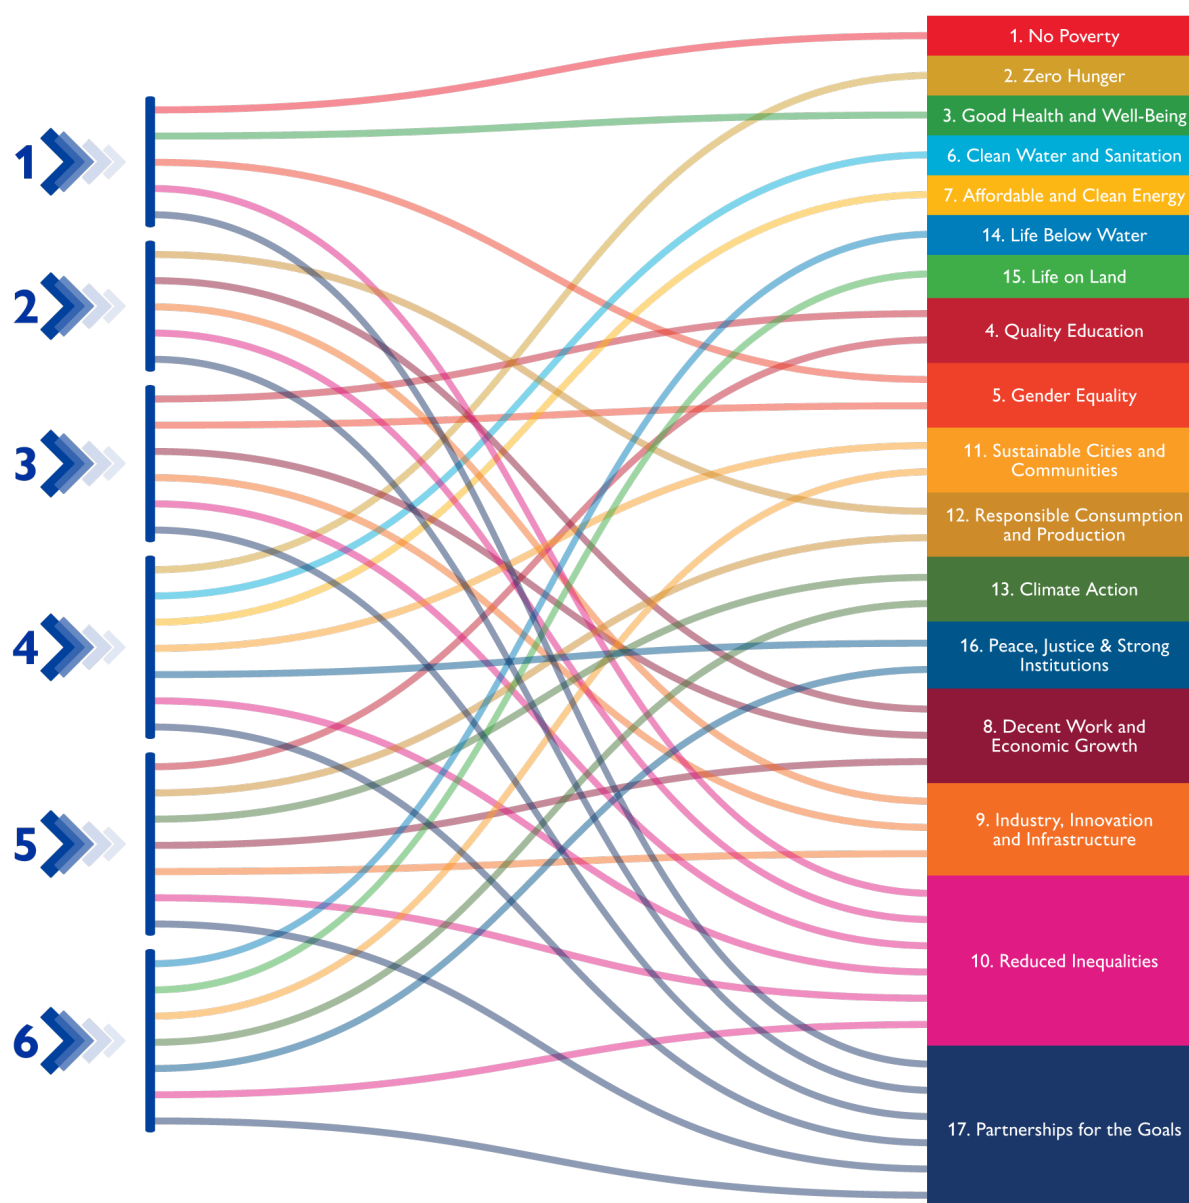 1
2
3
4
5
6
1. No Poverty
2. Zero Hunger
3. Good Health and Well-Being
6. Clean Water and Sanitation
7. Affordable and Clean Energy
14. Life Below Water
15. Life on Land
4. Quality Education
5. Gender Equality
11. Sustainable Cities and
Communities
12. Responsible Consumption
and Production
13. Climate Action
16. Peace, Justice & Strong
Institutions
8. Decent Work and
Economic Growth
9. Industry, Innovation
and Infrastructure
10. Reduced Inequalities
17. Partnerships for the Goals